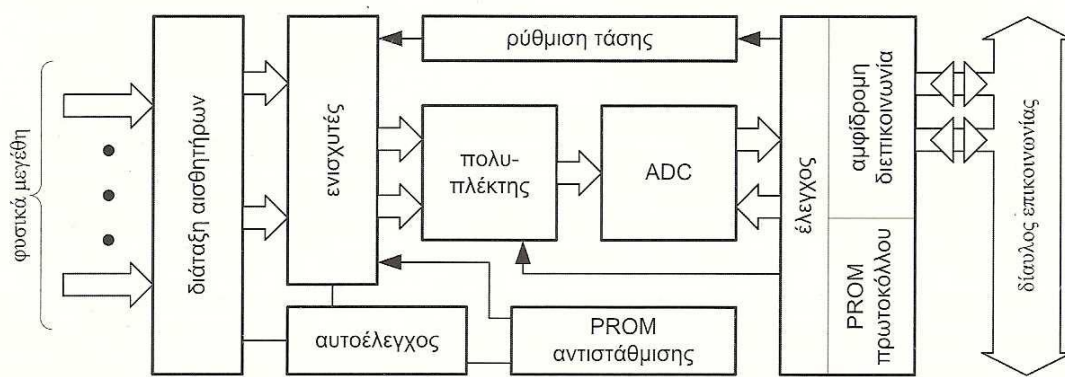 φυσικά μεγέθη
διάταξη αισθητήρων
ενισχυτές
ρύθμιση τάσης
πολυ-
πλέκτης
ADC
έλεγχος
αμφίδρομη
διεπικοινωνία
PROM
πρωτοκόλλου
δίαυλος επικοινωνίας
αυτοέλεγχος
PROM
αντιστάθμισης